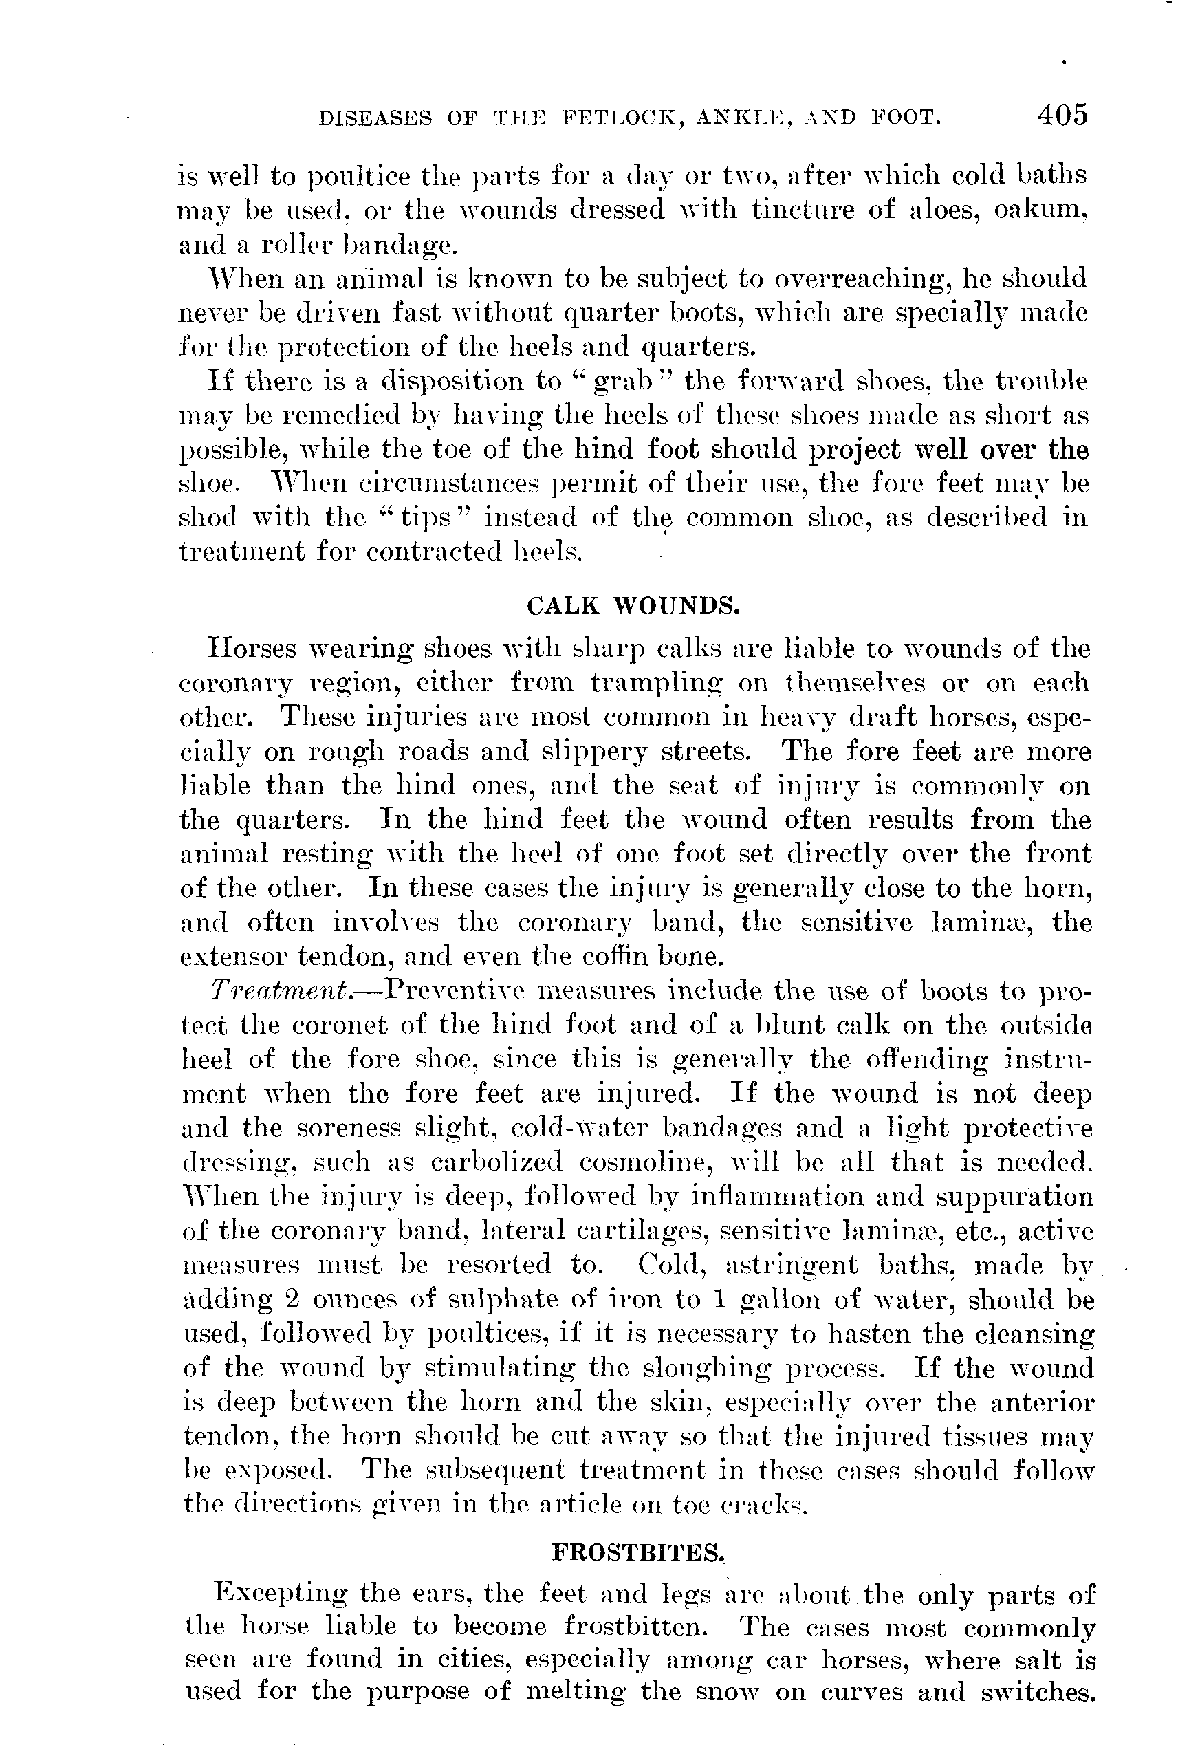 DISEASES OF THE FETLOCK, ANKLE, AND FOOT. 405
is well to poultice the parts for a day or two, after which cold baths
may be used, or the wounds dressed with tincture of aloes, oakum,
and a roller bandage.
When an animal is known to be subject to overreaching, he should
never be driven fast without quarter boots, which are specially made
for the protection of the heels and quarters.
If there is a disposition to "grab" the forward shoes, the trouble
may be remedied by having the heels of these shoes made as short as
possible, while the toe of the hind foot should project well over the
shoe. When circumstances permit of their use, the fore feet may be
shod with the "tips" instead of the common shoe, as described in
treatment for contracted heels.
CALK WOUNDS.
Horses wearing shoes with sharp calks are liable to wounds of the
coronary region, either from trampling on themselves or on each
other. These injuries are most common in heavy draft horses, espe-
cially on rough roads and slippery streets. The fore feet are more
liable than the hind ones, and the seat of injury is commonly on
the quarters. In the hind feet the wound often results from the
animal resting with the heel of one foot set directly over the front
of the other. In these cases the injury is generally close to the horn,
and often involves the coronary band, the sensitive laminæ, the
extensor tendon, and even the coffin bone.
Treatment.—Preventive measures include the use of boots to pro-
tect the coronet of the hind foot and of a blunt calk on the outside
heel of the fore shoe, since this is generally the offending instru-
ment when the fore feet are injured. If the wound is not deep
and the soreness slight, cold-water bandages and a light protective
dressing, such as carbolized cosmoline, will be all that is needed.
When the injury is deep, followed by inflammation and suppuration
of the coronary band, lateral cartilages, sensitive laminæ, etc., active
measures must be resorted to. Cold, astringent baths, made by
adding 2 ounces of sulphate of iron to 1 gallon of water, should be
used, followed by poultices, if it is necessary to hasten the cleansing
of the wound by stimulating the sloughing process. If the wound
is deep between the horn and the skin, especially over the anterior
tendon, the horn should be cut away so that the injured tissues may
be exposed. The subsequent treatment in these cases should follow
the directions given in the article on toe cracks.
FROSTBITES.
Excepting the ears, the feet and legs are about the only parts of
the horse liable to become frostbitten. The cases most commonly
seen are found in cities, especially among car horses, where salt is
used for the purpose of melting the snow on curves and switches.